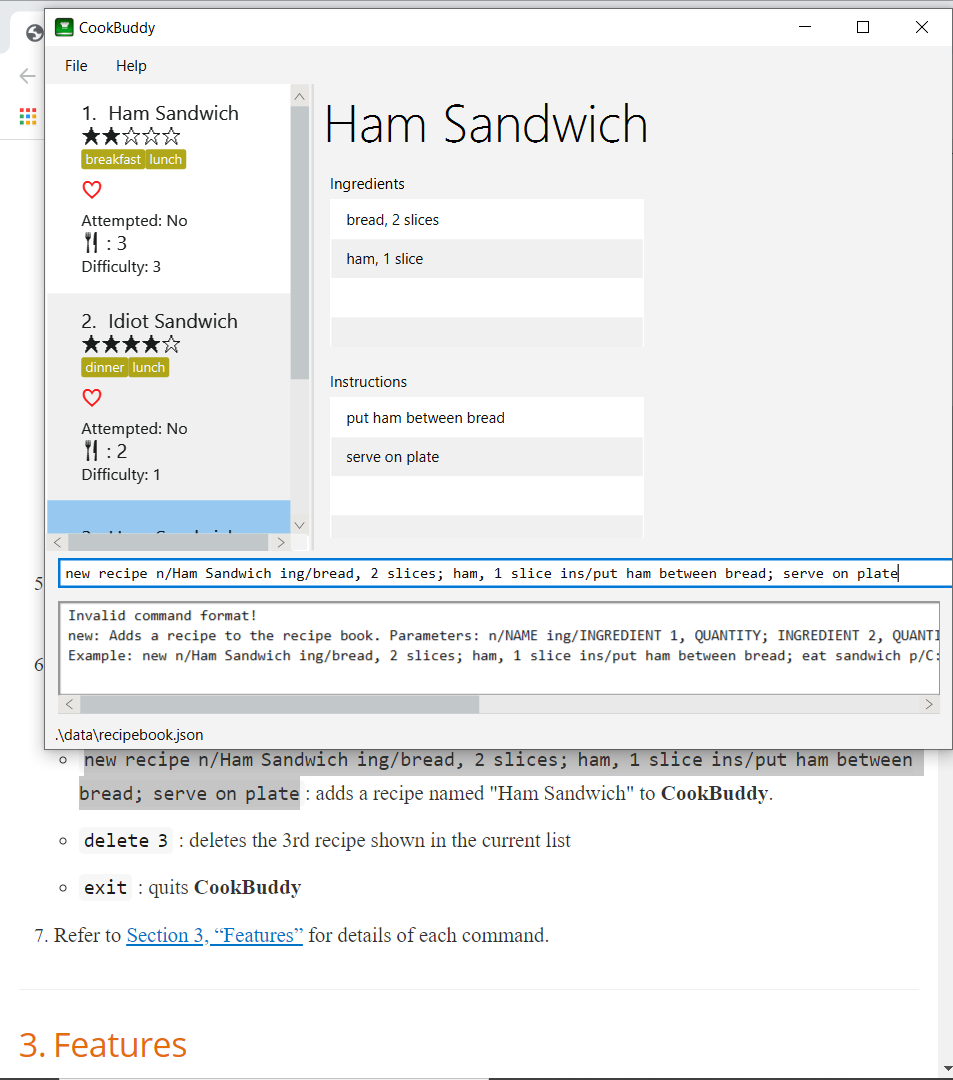 CookBuddy
File Help
1. Ham Sandwich
breakfast lunch
Attempted: No
: 3
Difficulty: 3
2. Idiot Sandwich
dinner lunch
Attempted: No
: 2
Difficulty: 1
Ham Sandwich
Ingredients
bread, 2 slices
ham, 1 slice
Instructions
put ham between bread
serve on plate
new recipe n/Ham Sandwich ing/bread, 2 slices; ham, 1 slice ins/put ham between bread; serve on plate
Invalid command format!
new: Adds a recipe to the recipe book. Parameters: n/NAME ing/INGREDIENT 1, QUANTITY; INGREDIENT 2, QUANTI
Example: new n/Ham Sandwich ing/bread, 2 slices; ham, 1 slice ins/put ham between bread; eat sandwich p/C:
.\data\recipebook.json
5
6
new recipe n/Ham Sandwich ing/bread, 2 slices; ham, 1 slice ins/put ham between
bread; serve on plate : adds a recipe named "Ham Sandwich" to CookBuddy.
delete 3 : deletes the 3rd recipe shown in the current list
exit : quits CookBuddy
7. Refer to Section 3, “Features” for details of each command.
3. Features